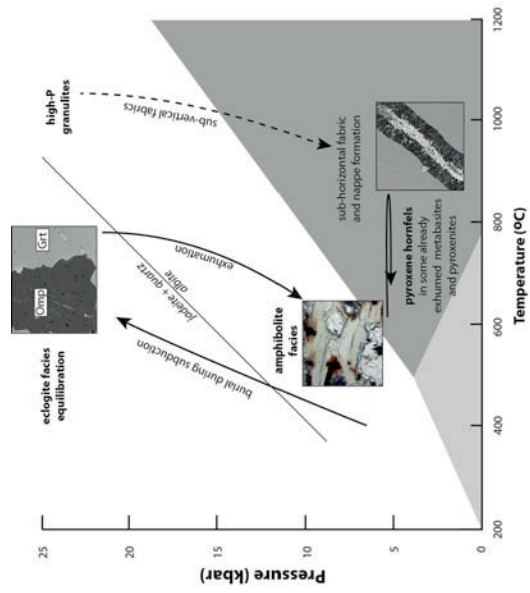 eclogite facies
equilibration
Omp
Grt
high-P
granulites
sub-vertical fabrics
burial during subduction
jadeite + quartz
albite
exhumation
amphibolite
facies
sub-horizontal fabric
and nappe formation
pyroxene hornfels
in some already
exhumed metabasites
and pyroxenites
Pressure (kbar)
25
20
15
10
5
0
200
400
600
800
1000
1200
Temperature (ºC)